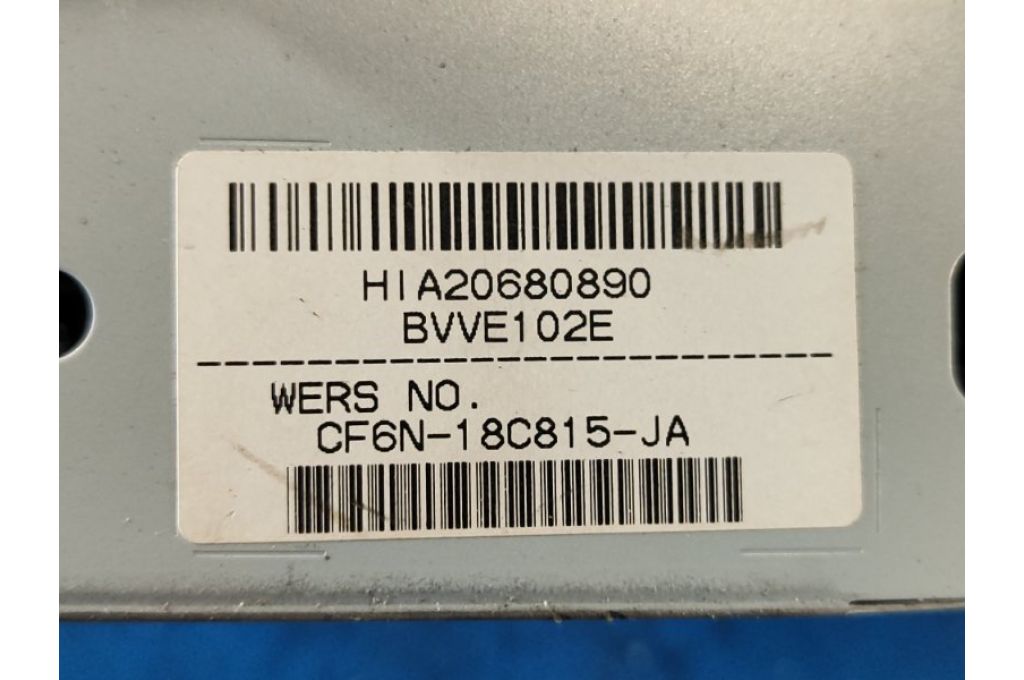 HIA20680890
BVVE102E
WERS NO.
CF6N-18C815-JA